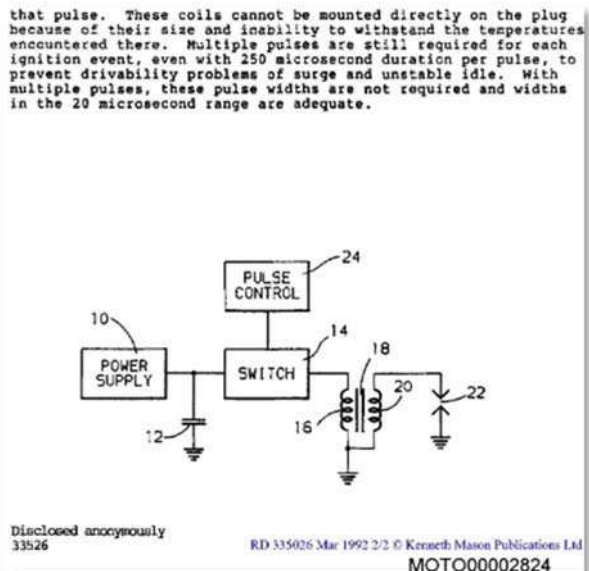 that pulse. These coils cannot be mounted directly on the plug
because of their size and inability to withstand the temperatures
encountered there. Multiple pulses are still required for each
ignition event, even with 250 microsecond duration per pulse, to
prevent drivability problems of surge and unstable idle. With
multiple pulses, these pulse widths are not required and widths
in the 20 microsecond range are adequate.
24
PULSE
CONTROL
10
14
POWER
SUPPLY
SWITCH
18
16
20
22
12
Disclosed anonymously
33526
RD 335026 Mar 1992 2/2 © Kenneth Mason Publications Ltd
MOTO00002824